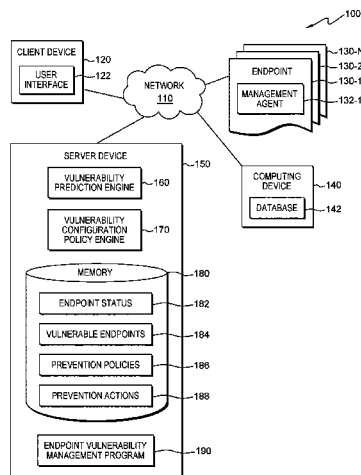 100
CLIENT DEVICE
120
USER
INTERFACE
122
NETWORK
110
130-N
130-2
130-1
ENDPOINT
MANAGEMENT
AGENT
132-1
SERVER DEVICE
150
VULNERABILITY
PREDICTION ENGINE
160
VULNERABILITY
CONFIGURATION
POLICY ENGINE
170
COMPUTING
DEVICE
140
DATABASE
142
MEMORY
180
ENDPOINT STATUS
182
VULNERABLE ENDPOINTS
184
PREVENTION POLICIES
186
PREVENTION ACTIONS
188
ENDPOINT VULNERABILITY
MANAGEMENT PROGRAM
190